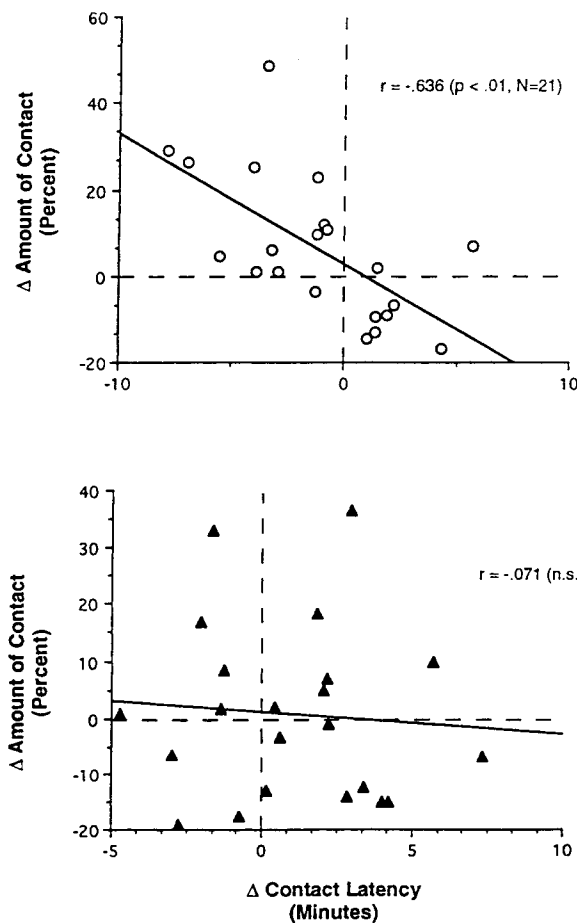 60
40
20
0
-20
-10
0
10
Δ Amount of Contact
(Percent)
r = -.636 (p < .01, N=21)
40
30
20
10
0
-10
-20
-5
0
5
10
Δ Amount of Contact
(Percent)
r = -.071 (n.s.
Δ Contact Latency
(Minutes)